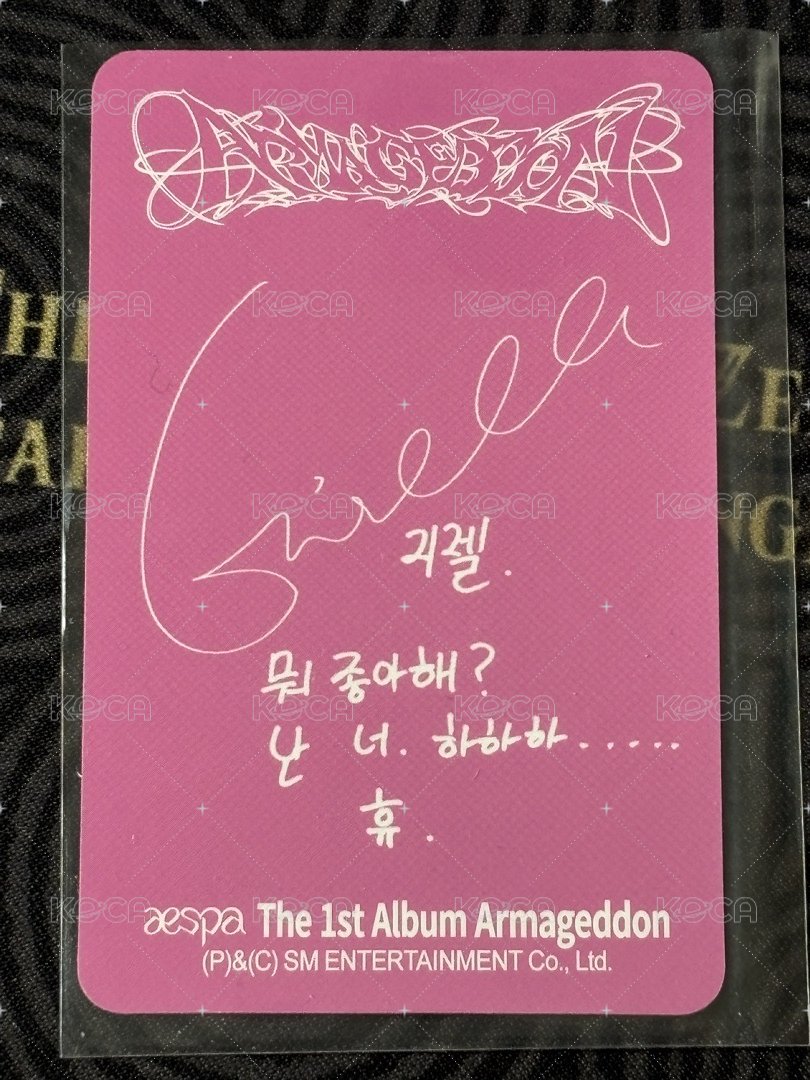 ARMAGEDDON
Giselle
지젤.
뭐 좋아해?
난 너. 하하하.....
휴.
aespa The 1st Album Armageddon
(P)&(C) SM ENTERTAINMENT Co., Ltd.
KOCA